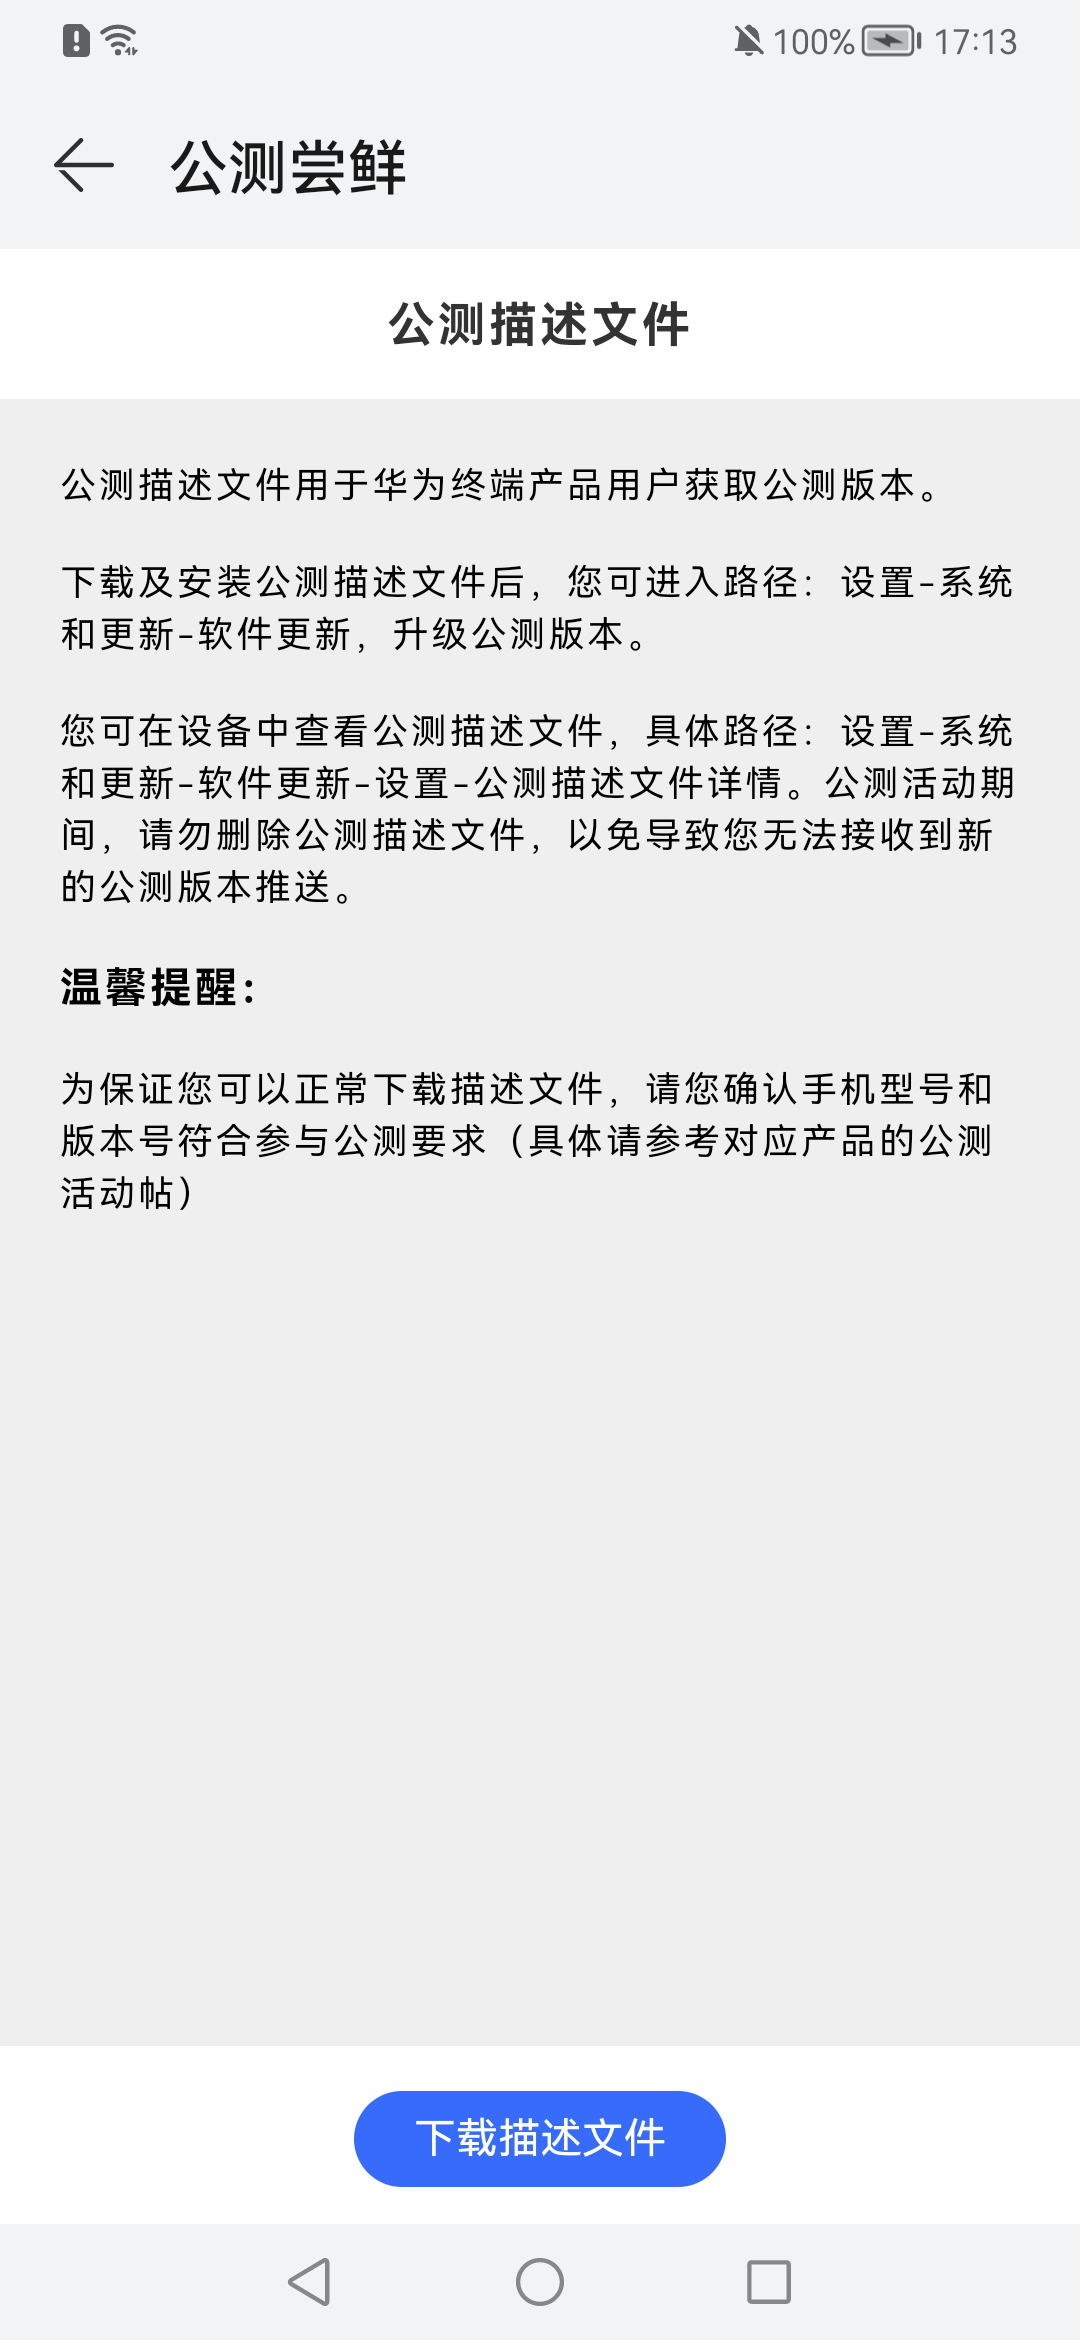 100% 17:13
公测尝鲜
公测描述文件
公测描述文件用于华为终端产品用户获取公测版本。
下载及安装公测描述文件后，您可进入路径：设置-系统
和更新-软件更新，升级公测版本。
您可在设备中查看公测描述文件，具体路径：设置-系统
和更新-软件更新-设置-公测描述文件详情。公测活动期
间，请勿删除公测描述文件，以免导致您无法接收到新
的公测版本推送。
温馨提醒：
为保证您可以正常下载描述文件，请您确认手机型号和
版本号符合参与公测要求（具体请参考对应产品的公测
活动帖）
下载描述文件